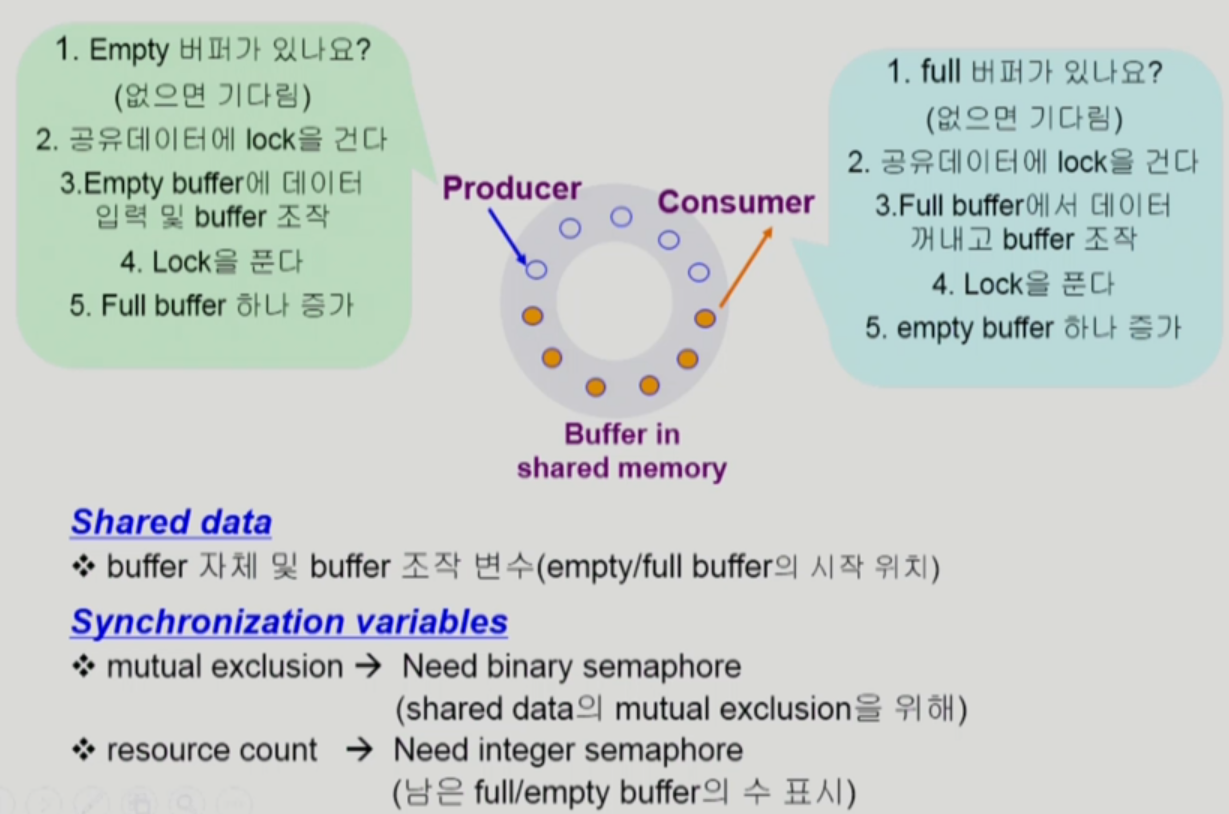 1. Empty 버퍼가 있나요?
(없으면 기다림)
2. 공유데이터에 lock을 건다
3.Empty buffer에 데이터
입력 및 buffer 조작
4. Lock을 푼다
5. Full buffer 하나 증가
Producer
Consumer
Buffer in
shared memory
1. full 버퍼가 있나요?
(없으면 기다림)
2. 공유데이터에 lock을 건다
3.Full buffer에서 데이터
꺼내고 buffer 조작
4. Lock을 푼다
5. empty buffer 하나 증가
Shared data
❖ buffer 자체 및 buffer 조작 변수(empty/full buffer의 시작 위치)
Synchronization variables
❖ mutual exclusion → Need binary semaphore
(shared data의 mutual exclusion을 위해)
❖ resource count → Need integer semaphore
(남은 full/empty buffer의 수 표시)